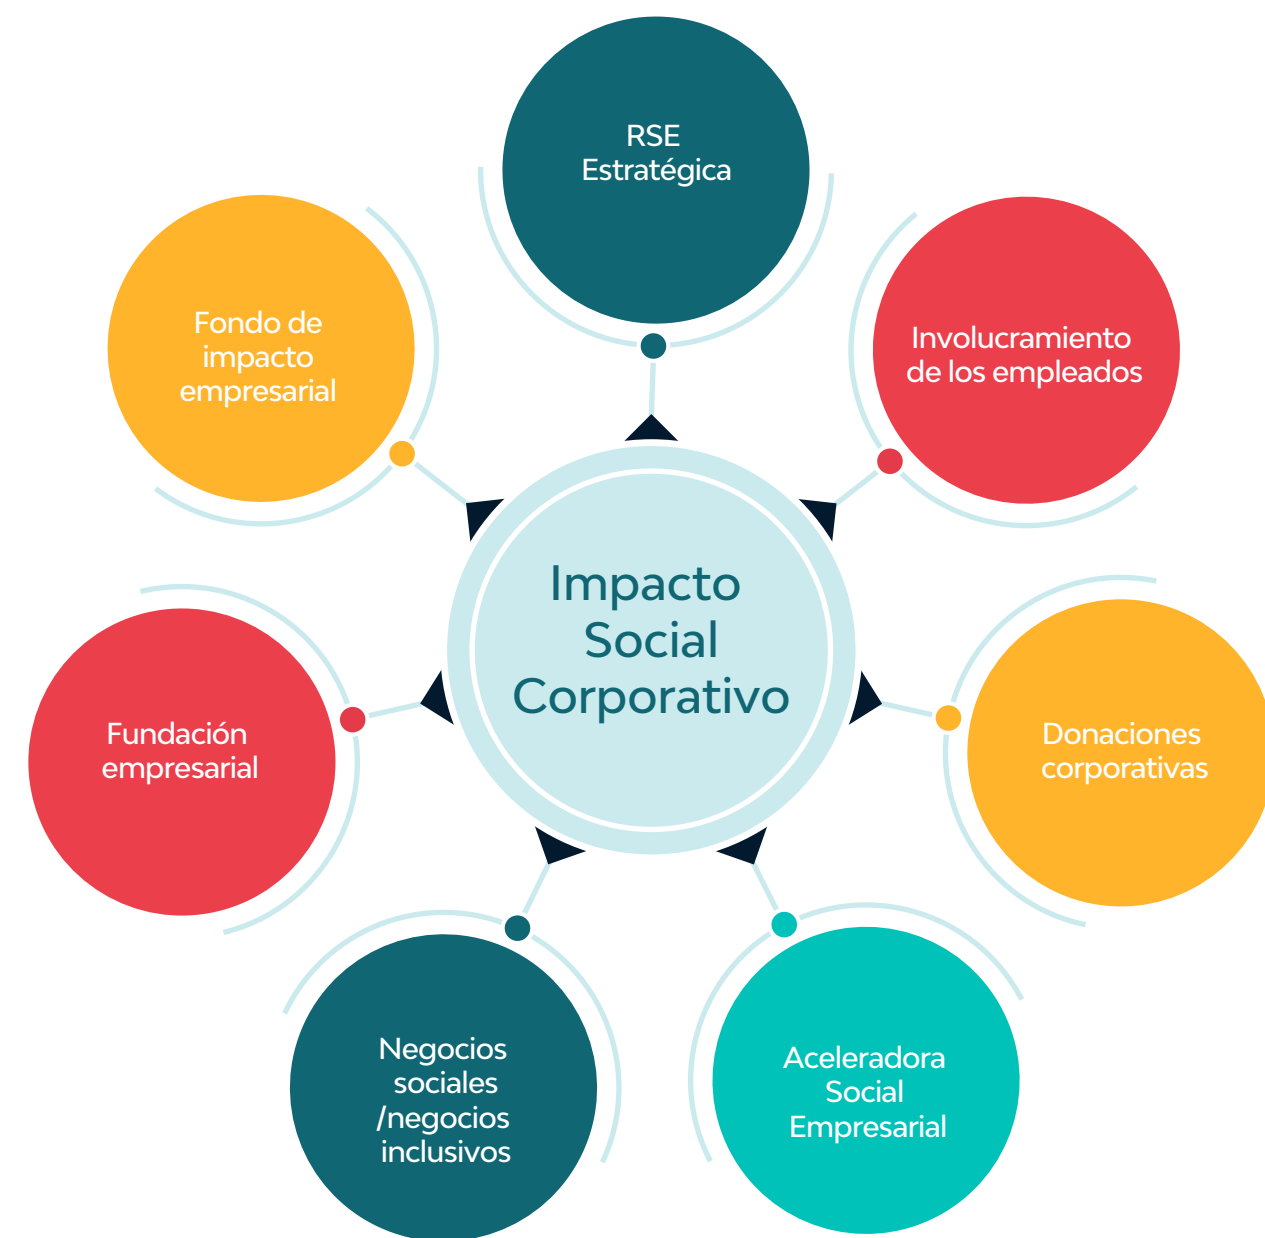 RSE
Estratégica
Fondo de
impacto
empresarial
Involucramiento
de los empleados
Impacto
Social
Corporativo
Fundación
empresarial
Donaciones
corporativas
Negocios
sociales
/negocios
inclusivos
Aceleradora
Social
Empresarial